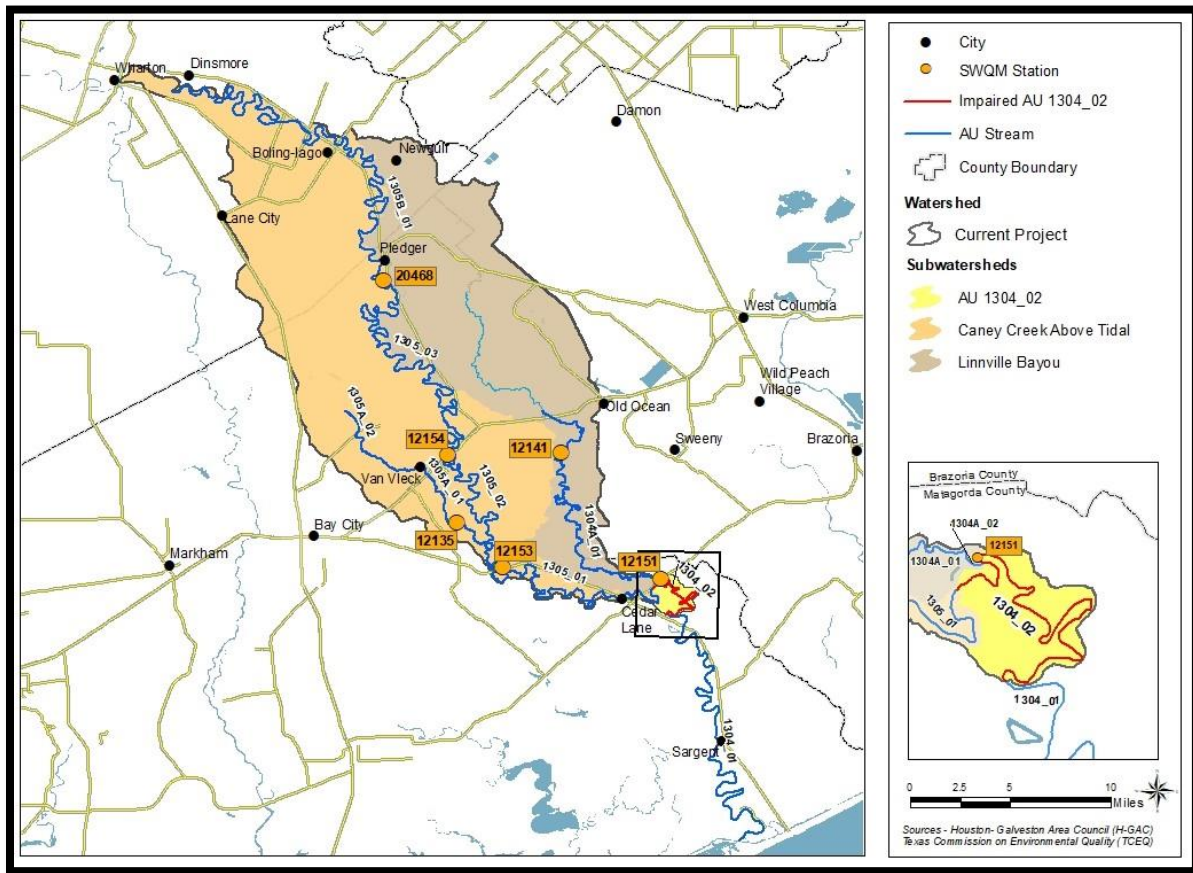 Wharton
Dinsmore
Damon
Boling-Iago
Newgulf
1305B_01
Lane City
Pledger
20468
West Columbia
1305_03
Wild Peach
Village
Old Ocean
1305A_02
12154
12141
Sweeny
Brazoria
Van Vleck
1305A_01
1305_02
Bay City
12135
12153
1304A_01
Markham
12151
1304_02
1305_01
Cedar
Lane
Sargent
1304_01
City
SWQM Station
Impaired AU 1304_02
AU Stream
County Boundary
Watershed
Current Project
Subwatersheds
AU 1304_02
Caney Creek Above Tidal
Linnville Bayou
Brazoria County
Matagorda County
1304A_02
12151
1304A_01
1305_01
1304_02
1304_01
0 2.5 5 10
Miles
Sources - Houston- Galveston Area Council (H-GAC)
Texas Commission on Environmental Quality (TCEQ)